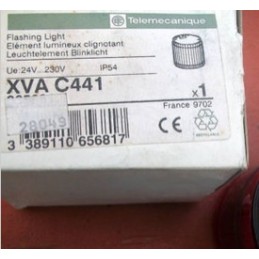 Telemecanique
Flashing Light
Elément lumineux clignotant
Leuchtelement Blinklicht
Ue:24V...230V IP54
XVA C441
x1
France 9702
28049
CE
3 389110 656817